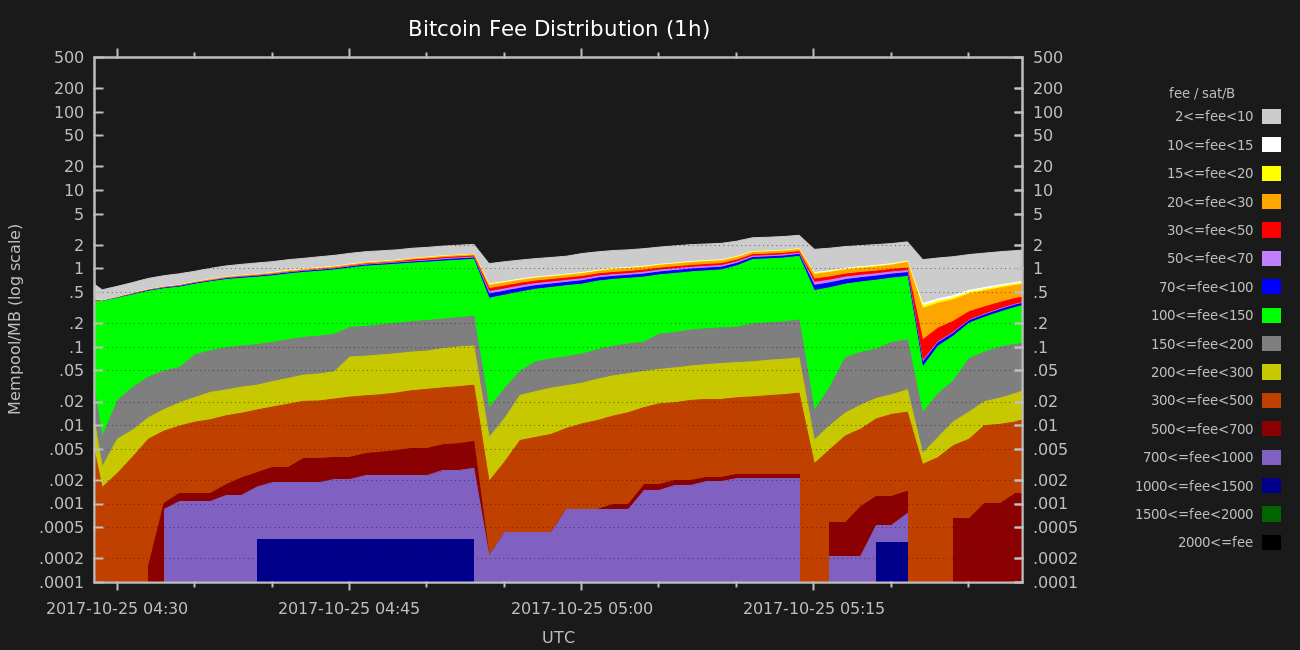 Bitcoin Fee Distribution (1h)
500 500
200 200
100 100
50 50
20 20
10 10
5 5
2 2
1 1
.5 .5
.2 .2
.1 .1
.05 .05
.02 .02
.01 .01
.005 .005
.002 .002
.001 .001
.0005 .0005
.0002 .0002
.0001 .0001
Mempool/MB (log scale)
2017-10-25 04:30 2017-10-25 04:45 2017-10-25 05:00 2017-10-25 05:15
UTC
fee / sat/B
2<=fee<10
10<=fee<15
15<=fee<20
20<=fee<30
30<=fee<50
50<=fee<70
70<=fee<100
100<=fee<150
150<=fee<200
200<=fee<300
300<=fee<500
500<=fee<700
700<=fee<1000
1000<=fee<1500
1500<=fee<2000
2000<=fee